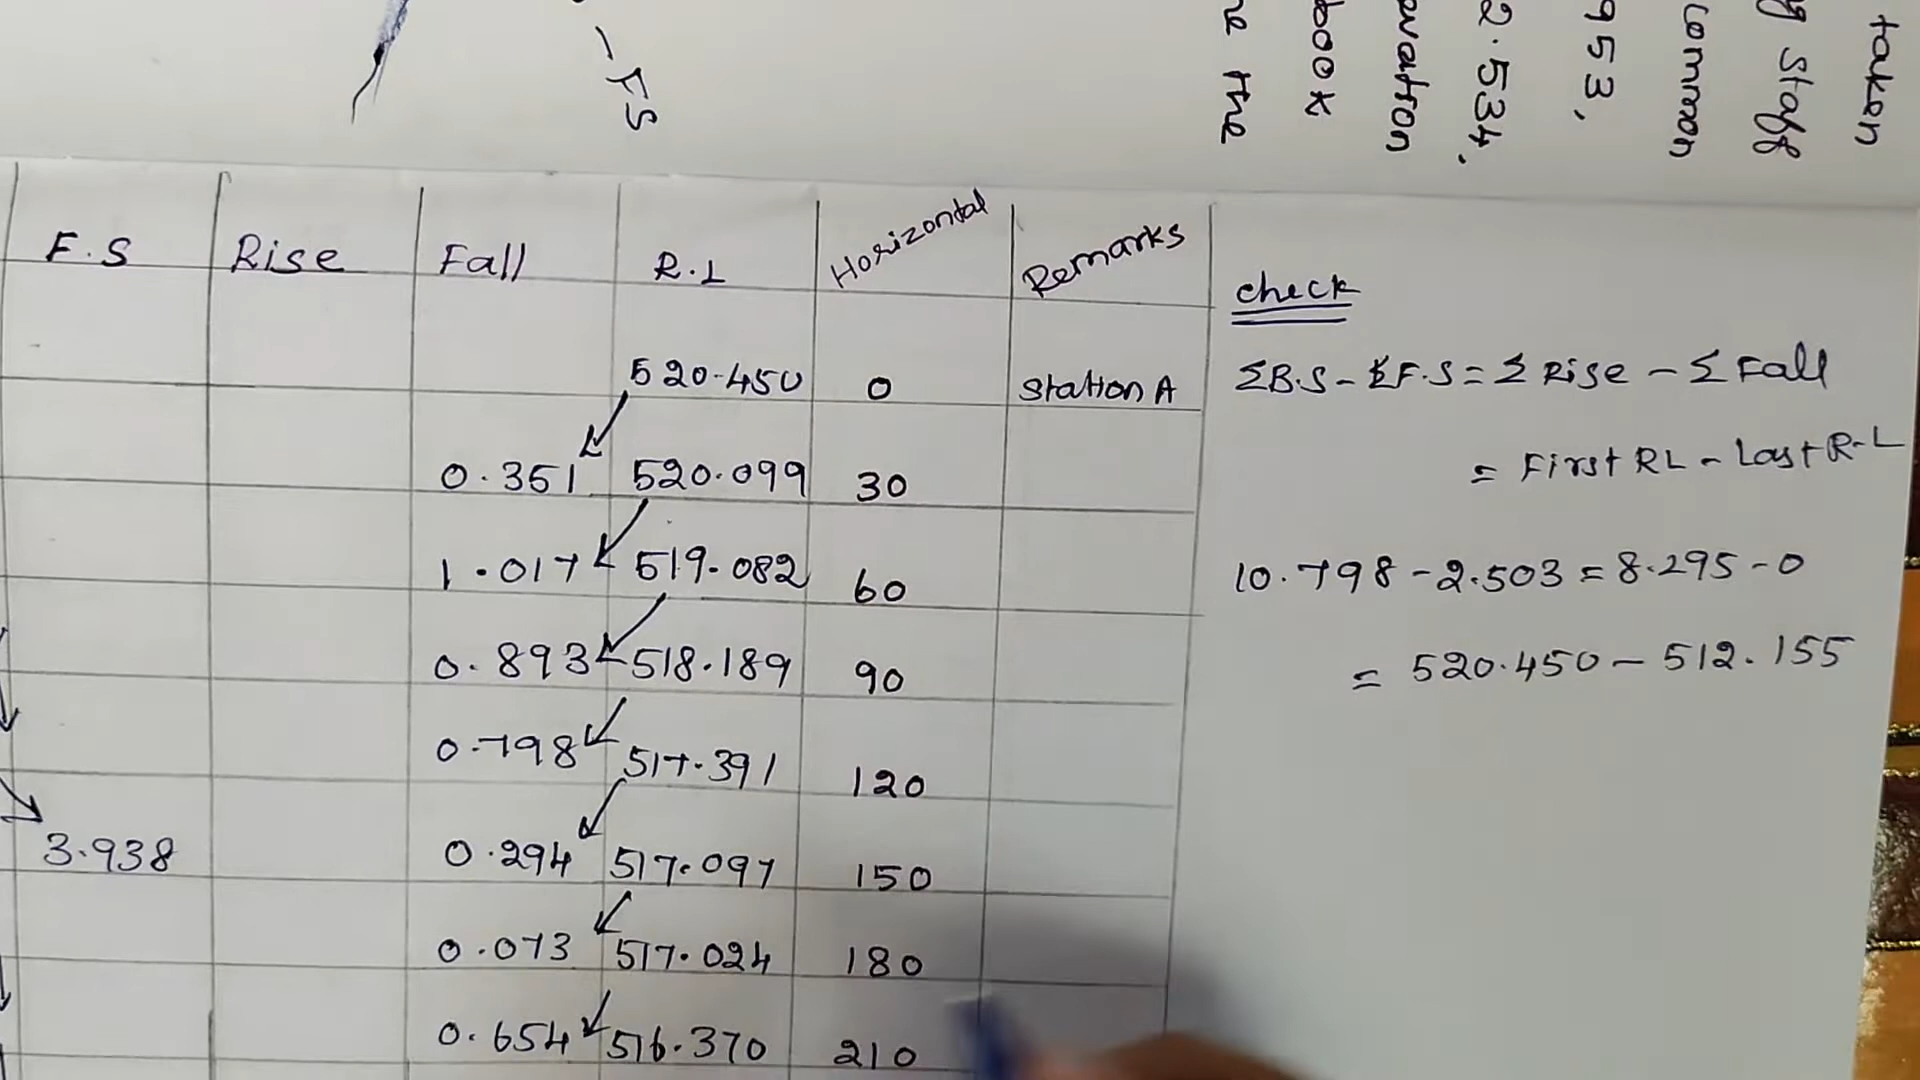 taken
g staff
common
953,
2.534,
ervation
book
ne the
- FS
F.S Rise Fall R.L Horizontal Remarks
520.450 0 Station A
0.351 520.099 30
1.017 519.082 60
0.893 518.189 90
0.798 517.391 120
3.938 0.294 517.097 150
0.073 517.024 180
0.654 516.370 210
check
ΣB.S - ΣF.S = Σ Rise - Σ Fall
= First RL - Last R.L
10.798 - 2.503 = 8.295 - 0
= 520.450 - 512.155